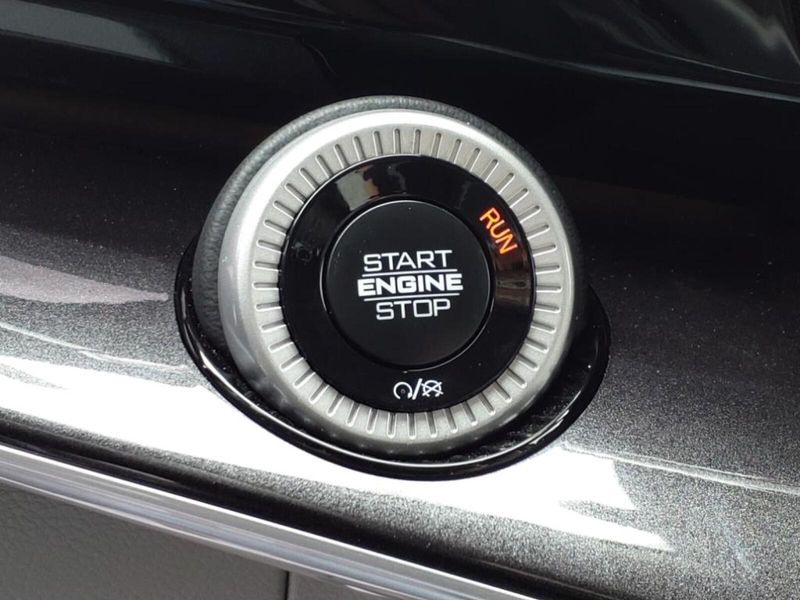 RUN
START
ENGINE
STOP
/